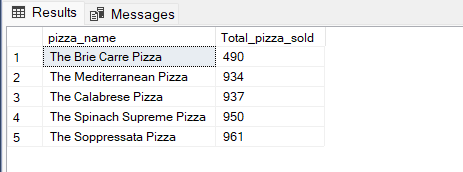 Results Messages
pizza_name Total_pizza_sold
1 The Brie Carre Pizza 490
2 The Mediterranean Pizza 934
3 The Calabrese Pizza 937
4 The Spinach Supreme Pizza 950
5 The Soppressata Pizza 961